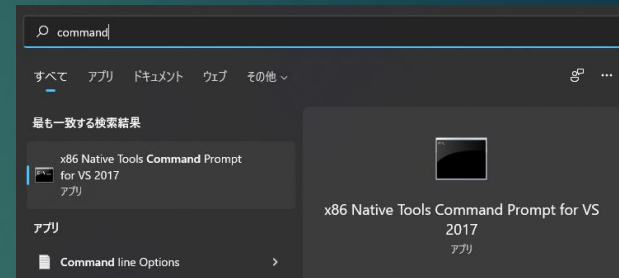 command
すべて アプリ ドキュメント ウェブ その他
最も一致する検索結果
x86 Native Tools Command Prompt
for VS 2017
アプリ
アプリ
Command line Options
x86 Native Tools Command Prompt for VS
2017
アプリ